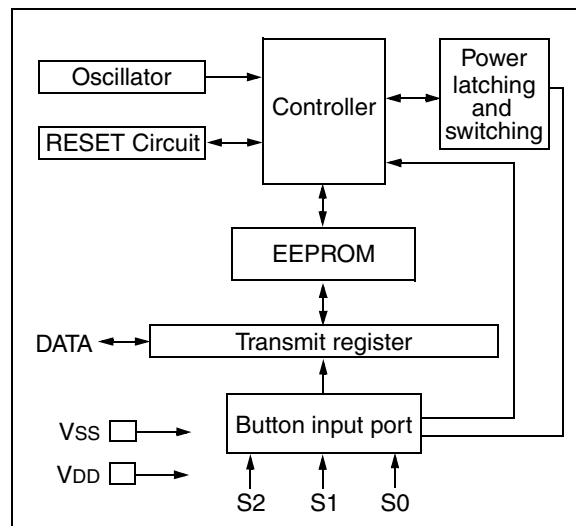 Oscillator
RESET Circuit
Controller
Power
latching
and
switching
EEPROM
DATA
Transmit register
Button input port
VSS
VDD
S2 S1 S0